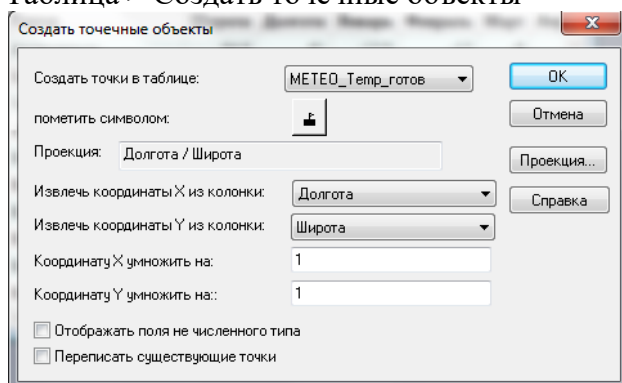 Таблица> Создать точечные объекты
Создать точечные объекты
Создать точки в таблице: METEO_Temp_готов OK
пометить символом: Отмена
Проекция: Долгота / Широта Проекция...
Извлечь координаты X из колонки: Долгота Справка
Извлечь координаты Y из колонки: Широта
Координату X умножить на: 1
Координату Y умножить на:: 1
Отображать поля не численного типа
Переписать существующие точки